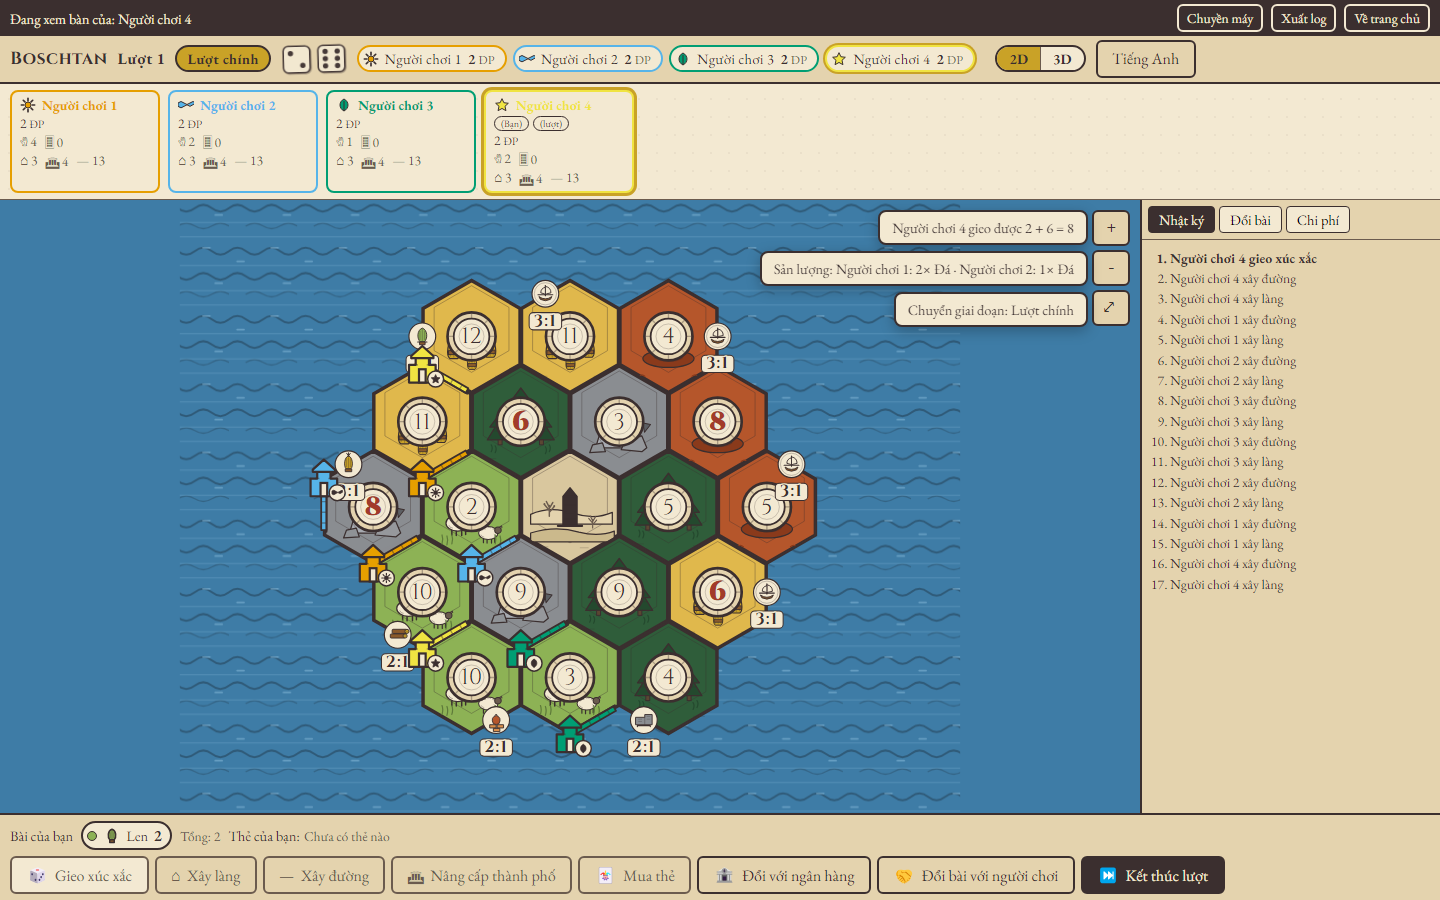 Đang xem bàn của: Người chơi 4
Chuyền máy
Xuất log
Về trang chủ
BOSCHTAN
Lượt 1
Lượt chính
Người chơi 1 2 ĐP
Người chơi 2 2 ĐP
Người chơi 3 2 ĐP
Người chơi 4 2 ĐP
2D
3D
Tiếng Anh
Người chơi 1
2 ĐP
4 0
3 4 — 13
Người chơi 2
2 ĐP
2 0
3 4 — 13
Người chơi 3
2 ĐP
1 0
3 4 — 13
Người chơi 4
(Bạn) (lượt)
2 ĐP
2 0
3 4 — 13
Người chơi 4 gieo được 2 + 6 = 8
+
Sản lượng: Người chơi 1: 2× Đá · Người chơi 2: 1× Đá
-
Chuyển giai đoạn: Lượt chính
3:1
12 11 4
3:1
11 6 3 8
3:1
:1 8 2 5 5
10 9 9 6
3:1
2:1
10 3 4
2:1 2:1
Nhật ký
Đổi bài
Chi phí
1. Người chơi 4 gieo xúc xắc
2. Người chơi 4 xây đường
3. Người chơi 4 xây làng
4. Người chơi 1 xây đường
5. Người chơi 1 xây làng
6. Người chơi 2 xây đường
7. Người chơi 2 xây làng
8. Người chơi 3 xây đường
9. Người chơi 3 xây làng
10. Người chơi 3 xây đường
11. Người chơi 3 xây làng
12. Người chơi 2 xây đường
13. Người chơi 2 xây làng
14. Người chơi 1 xây đường
15. Người chơi 1 xây làng
16. Người chơi 4 xây đường
17. Người chơi 4 xây làng
Bài của bạn
Len 2
Tổng: 2
Thẻ của bạn: Chưa có thẻ nào
Gieo xúc xắc
Xây làng
— Xây đường
Nâng cấp thành phố
Mua thẻ
Đổi với ngân hàng
Đổi bài với người chơi
Kết thúc lượt